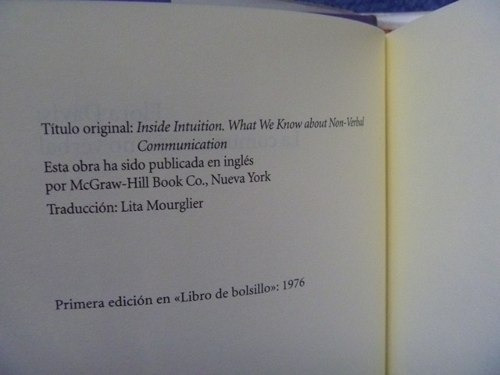 Título original: Inside Intuition. What We Know about Non-Verbal
Communication
Esta obra ha sido publicada en inglés
por McGraw-Hill Book Co., Nueva York
Traducción: Lita Mourglier
Primera edición en «Libro de bolsillo»: 1976